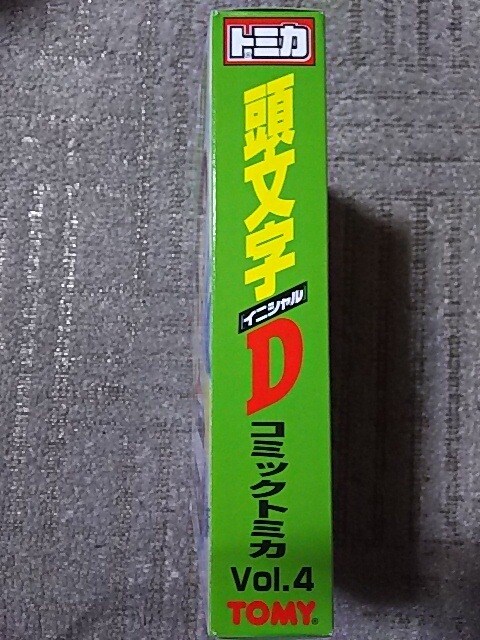 トミカ
頭文字
イニシャル
D
コミックトミカ
Vol.4
TOMY®